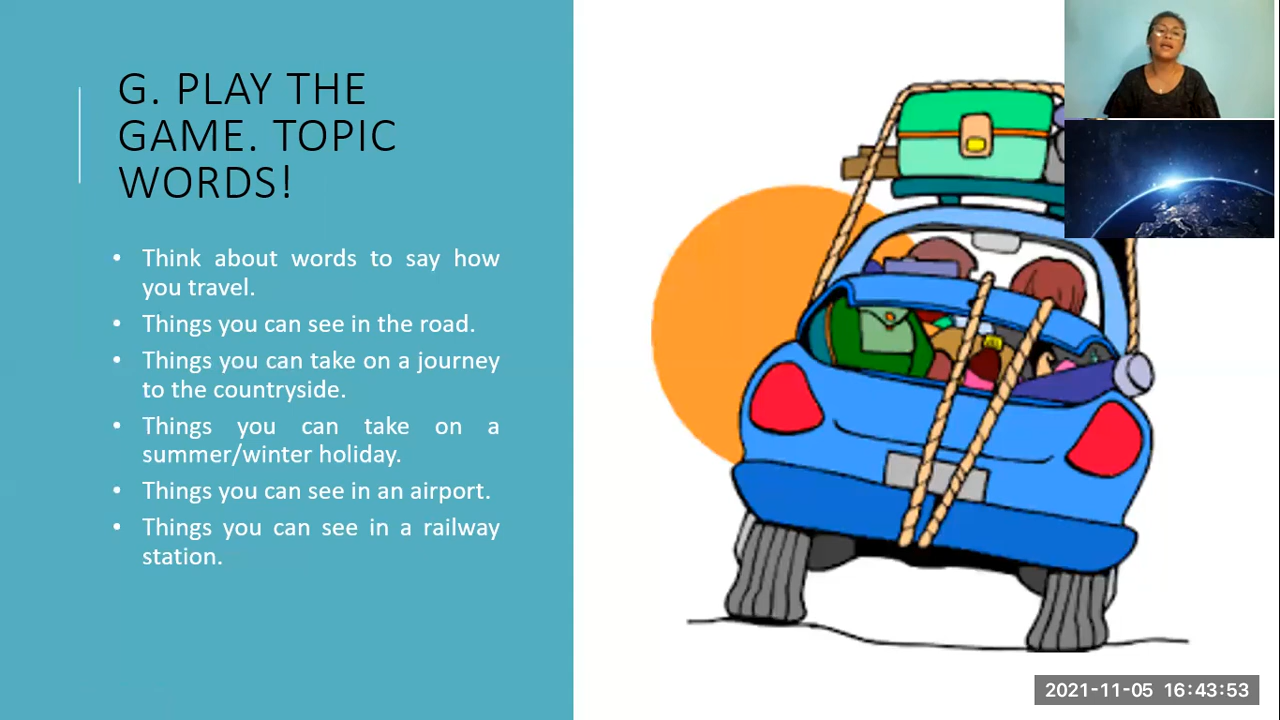 G. PLAY THE
GAME. TOPIC
WORDS!
• Think about words to say how
you travel.
• Things you can see in the road.
• Things you can take on a journey
to the countryside.
• Things you can take on a
summer/winter holiday.
• Things you can see in an airport.
• Things you can see in a railway
station.
2021-11-05 16:43:53